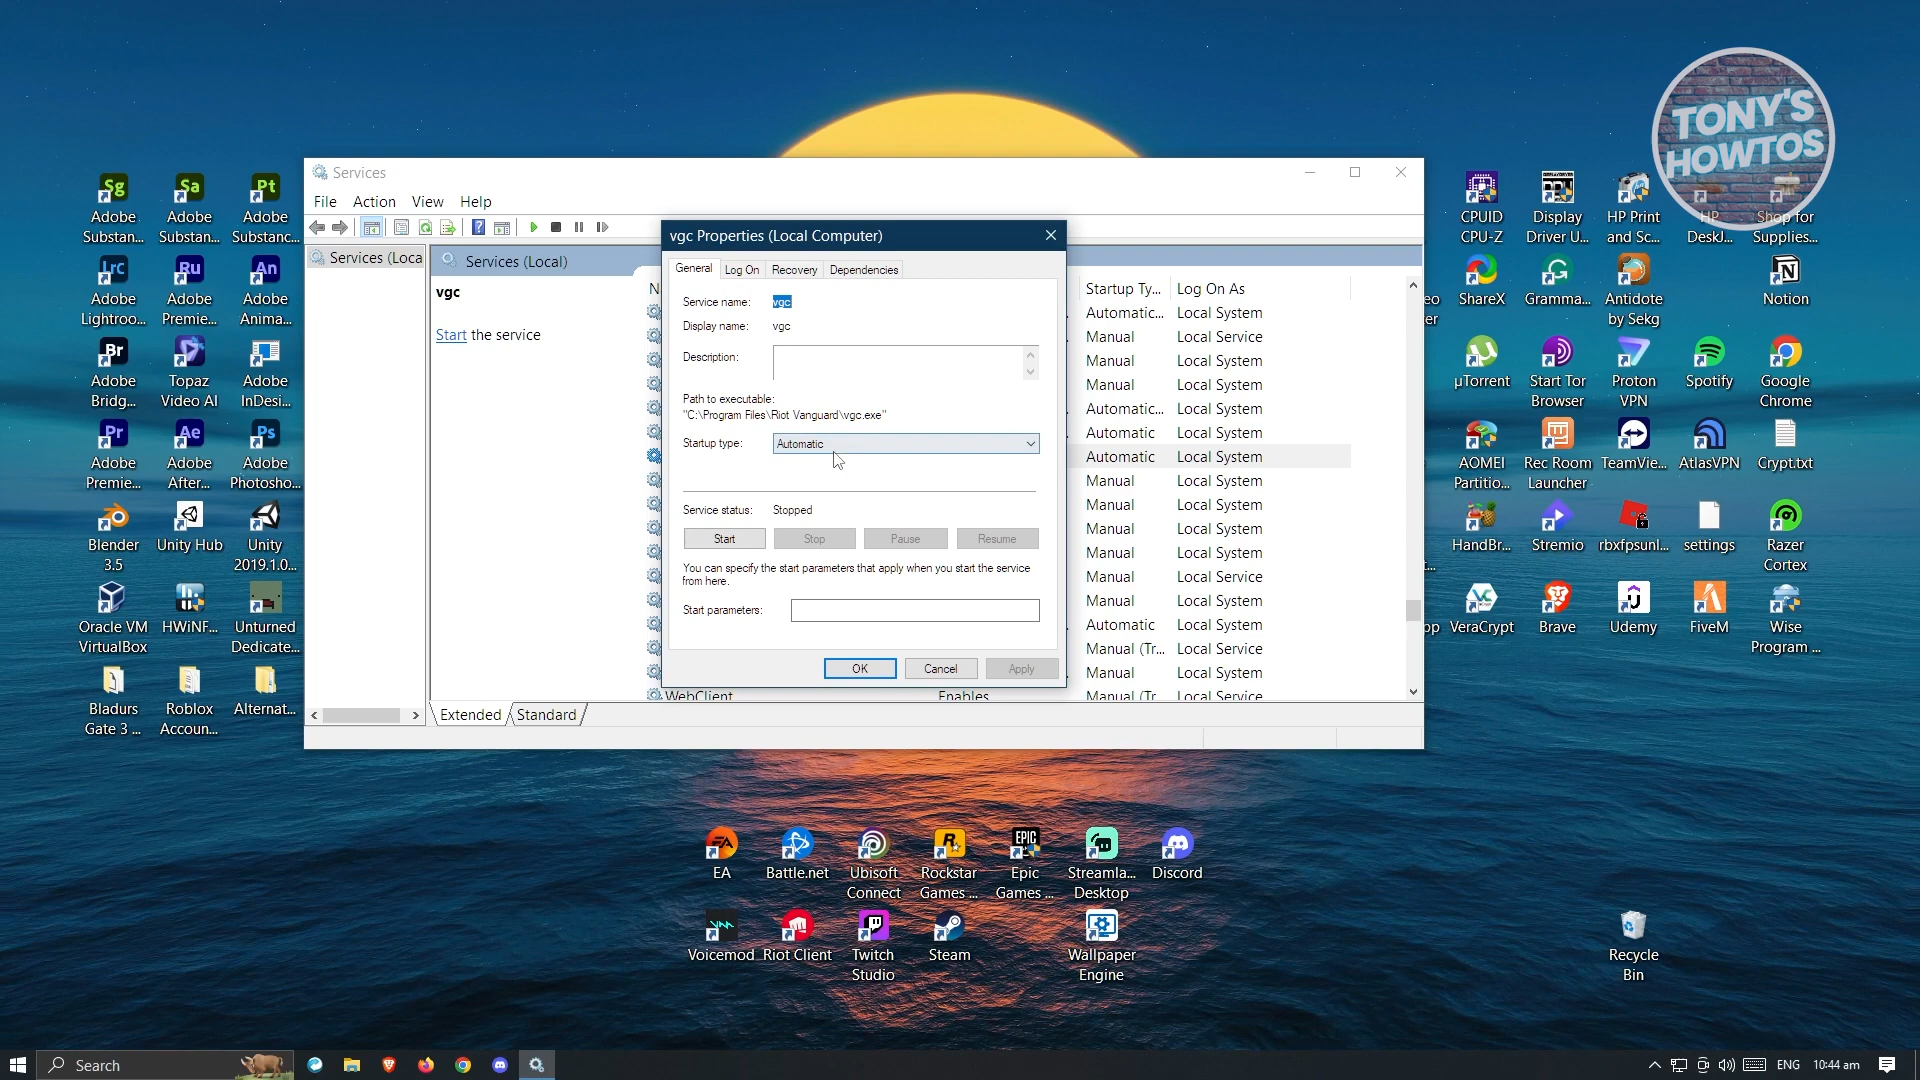 TONY'S
HOWTOS
Adobe
Substan...
Adobe
Substan...
Adobe
Substanc...
Adobe
Lightroo...
Adobe
Premie...
Adobe
Anima...
Adobe
Bridg...
Topaz
Video AI
Adobe
InDesi...
Adobe
Premie...
Adobe
After...
Adobe
Photosho...
Blender
3.5
Unity Hub
Unity
2019.1.0...
Oracle VM
VirtualBox
HWiNF...
Unturned
Dedicate...
Bladurs
Gate 3 ...
Roblox
Accoun...
Alternat...
Services
File Action View Help
Services (Loca
Services (Local)
vgc
Start the service
N
Startup Ty... Log On As
Automatic... Local System
Manual Local Service
Manual Local System
Manual Local System
Automatic... Local System
Automatic Local System
Automatic Local System
Manual Local System
Manual Local System
Manual Local System
Manual Local System
Manual Local Service
Manual Local System
Automatic Local System
Manual (Tr... Local Service
Manual Local System
WebClient Enables Manual (Tr... Local Service
Extended Standard
vgc Properties (Local Computer)
General Log On Recovery Dependencies
Service name: vgc
Display name: vgc
Description:
Path to executable:
"C:\Program Files\Riot Vanguard\vgc.exe"
Startup type: Automatic
Service status: Stopped
Start Stop Pause Resume
You can specify the start parameters that apply when you start the service
from here.
Start parameters:
OK Cancel Apply
CPUID
CPU-Z
Display
Driver U...
HP Print
and Sc...
HP
DeskJ...
Shop for
Supplies...
ShareX
Gramma...
Antidote
by Sekg
Notion
µTorrent
Start Tor
Browser
Proton
VPN
Spotify
Google
Chrome
AOMEI
Partitio...
Rec Room
Launcher
TeamVie...
AtlasVPN
Crypt.txt
HandBr...
Stremio
rbxfpsunl...
settings
Razer
Cortex
VeraCrypt
Brave
Udemy
FiveM
Wise
Program ...
EA
Battle.net
Ubisoft
Connect
Rockstar
Games ...
Epic
Games ...
Streamla...
Desktop
Discord
Voicemod
Riot Client
Twitch
Studio
Steam
Wallpaper
Engine
Recycle
Bin
Search
ENG
10:44 am